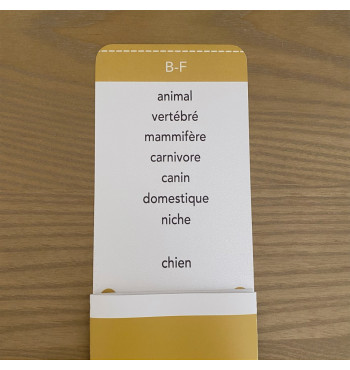 B-F
animal
vertébré
mammifère
carnivore
canin
domestique
niche
chien